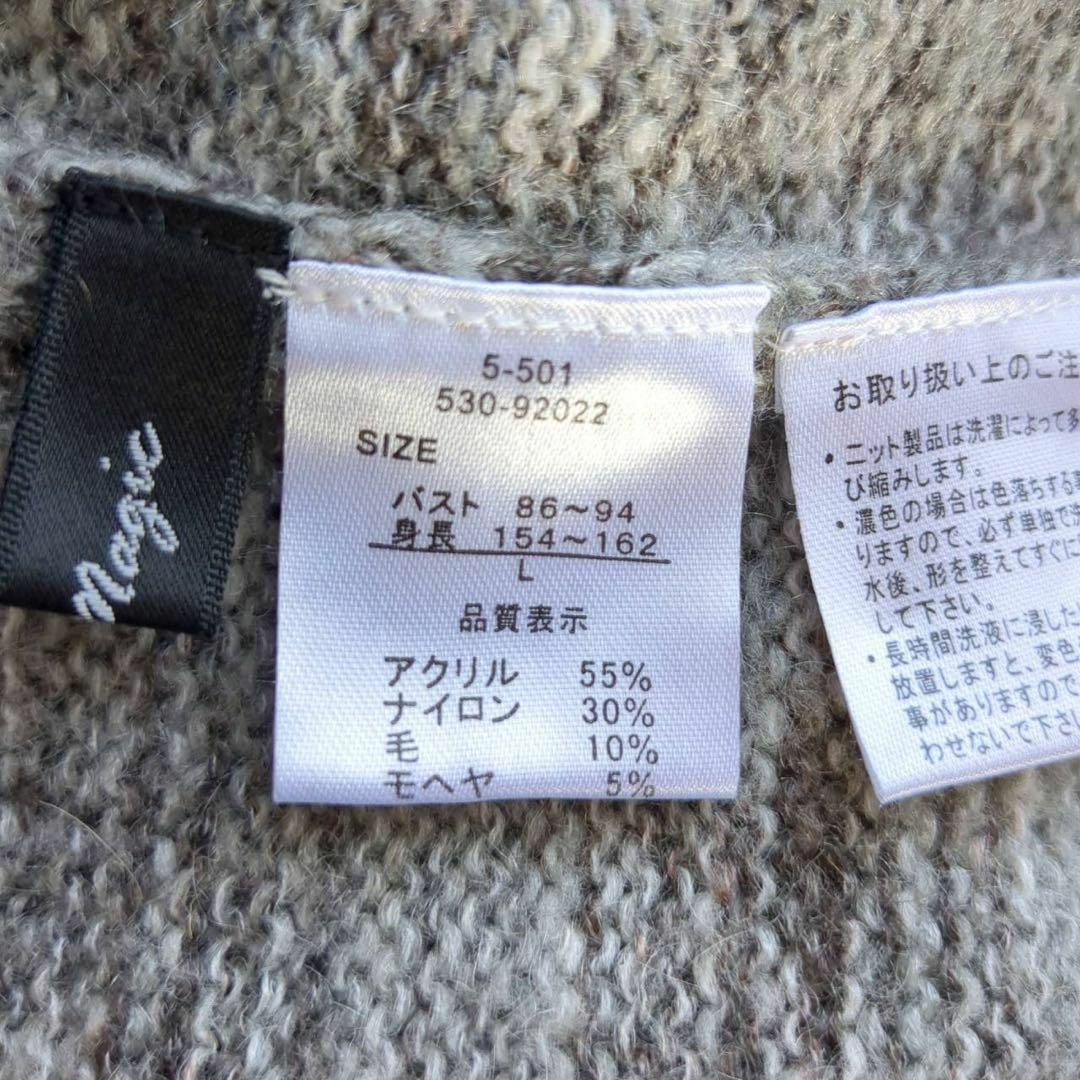 Magic
5-501
530-92022
SIZE
バスト 86～94
身長 154～162
L
品質表示
アクリル 55%
ナイロン 30%
毛 10%
モヘヤ 5%
お取り扱い上のご注
・ニット製品は洗濯によって多
び縮みします。
・濃色の場合は色落ちする事
りますので、必ず単独で洗
水後、形を整えてすぐに
して下さい。
・長時間洗液に浸した
放置しますと、変色
事がありますので
わせないで下さい